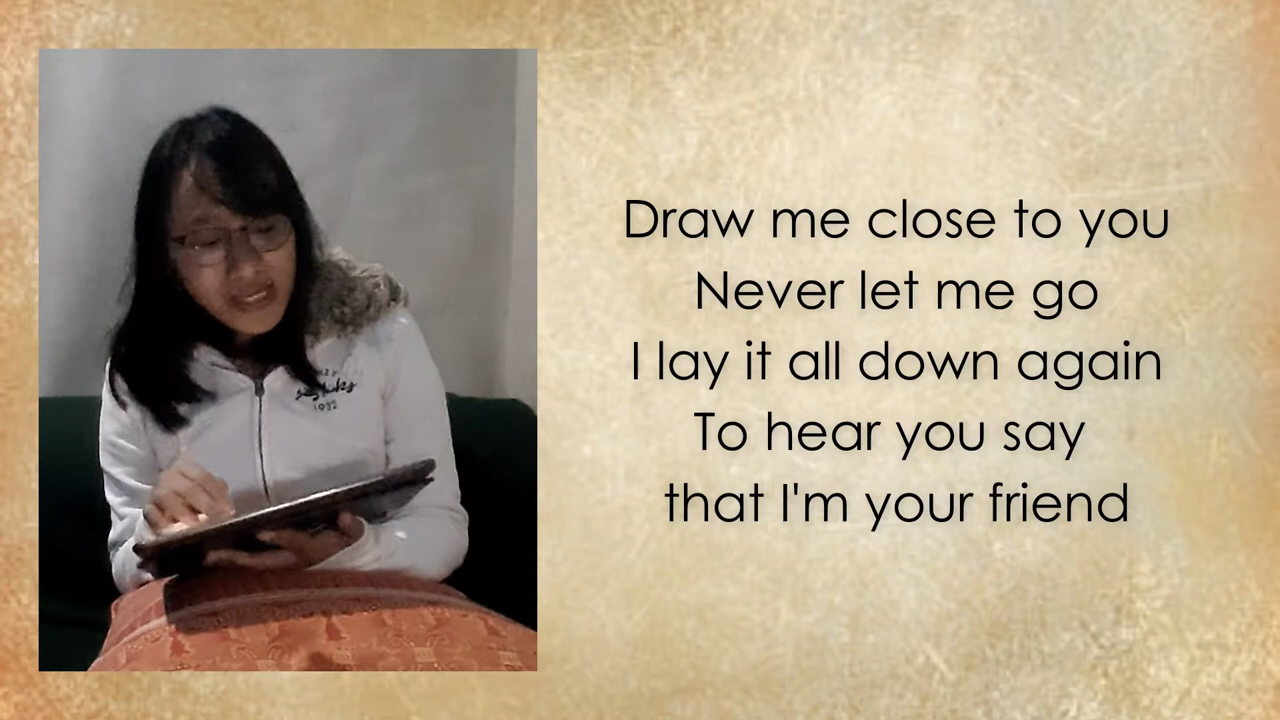 Draw me close to you
Never let me go
I lay it all down again
To hear you say
that I'm your friend